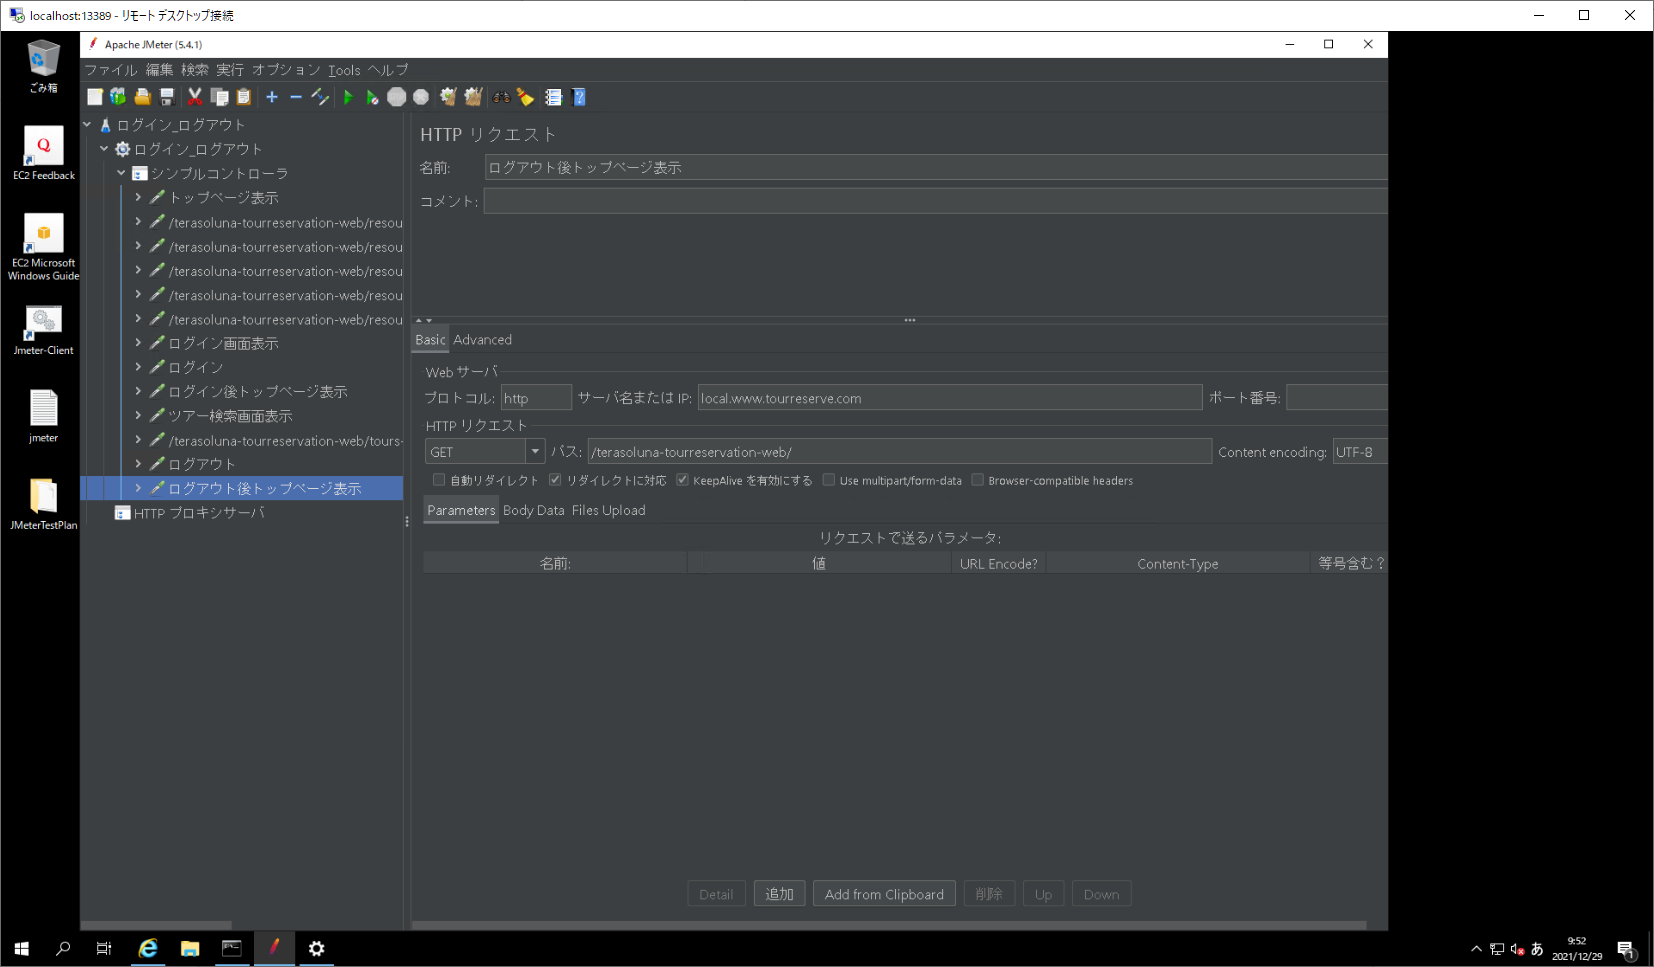 localhost:13389 - リモート デスクトップ接続
ごみ箱
EC2 Feedback
EC2 Microsoft
Windows Guide
Jmeter-Client
jmeter
JMeterTestPlan
Apache JMeter (5.4.1)
ファイル 編集 検索 実行 オプション Tools ヘルプ
ログイン_ログアウト
ログイン_ログアウト
シンプルコントローラ
トップページ表示
/terasoluna-tourreservation-web/resou
/terasoluna-tourreservation-web/resou
/terasoluna-tourreservation-web/resou
/terasoluna-tourreservation-web/resou
/terasoluna-tourreservation-web/resou
ログイン画面表示
ログイン
ログイン後トップページ表示
ツアー検索画面表示
/terasoluna-tourreservation-web/tours-
ログアウト
ログアウト後トップページ表示
HTTP プロキシサーバ
HTTP リクエスト
名前: ログアウト後トップページ表示
コメント:
Basic Advanced
Web サーバ
プロトコル: http サーバ名または IP: local.www.tourreserve.com ポート番号:
HTTP リクエスト
GET パス: /terasoluna-tourreservation-web/ Content encoding: UTF-8
自動リダイレクト リダイレクトに対応 KeepAlive を有効にする Use multipart/form-data Browser-compatible headers
Parameters Body Data Files Upload
リクエストで送るパラメータ:
名前: 値 URL Encode? Content-Type 等号含む？
Detail 追加 Add from Clipboard 削除 Up Down
あ 9:52
2021/12/29
1